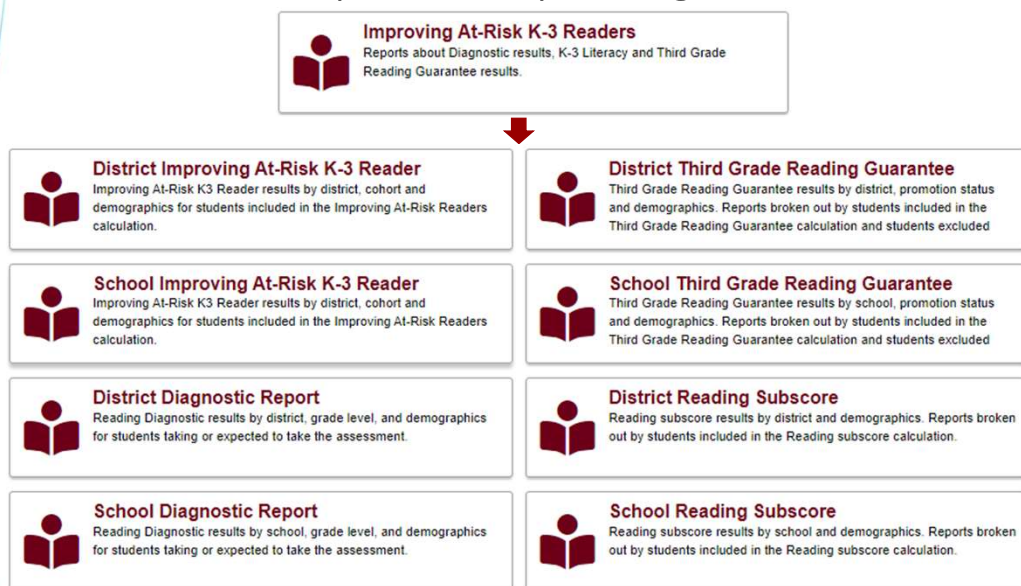 Improving At-Risk K-3 Readers
Reports about Diagnostic results, K-3 Literacy and Third Grade
Reading Guarantee results.
District Improving At-Risk K-3 Reader
Improving At-Risk K3 Reader results by district, cohort and
demographics for students included in the Improving At-Risk Readers
calculation.
District Third Grade Reading Guarantee
Third Grade Reading Guarantee results by district, promotion status
and demographics. Reports broken out by students included in the
Third Grade Reading Guarantee calculation and students excluded
School Improving At-Risk K-3 Reader
Improving At-Risk K3 Reader results by district, cohort and
demographics for students included in the Improving At-Risk Readers
calculation.
School Third Grade Reading Guarantee
Third Grade Reading Guarantee results by school, promotion status
and demographics. Reports broken out by students included in the
Third Grade Reading Guarantee calculation and students excluded
District Diagnostic Report
Reading Diagnostic results by district, grade level, and demographics
for students taking or expected to take the assessment.
District Reading Subscore
Reading subscore results by district and demographics. Reports broken
out by students included in the Reading subscore calculation.
School Diagnostic Report
Reading Diagnostic results by school, grade level, and demographics
for students taking or expected to take the assessment.
School Reading Subscore
Reading subscore results by school and demographics. Reports broken
out by students included in the Reading subscore calculation.